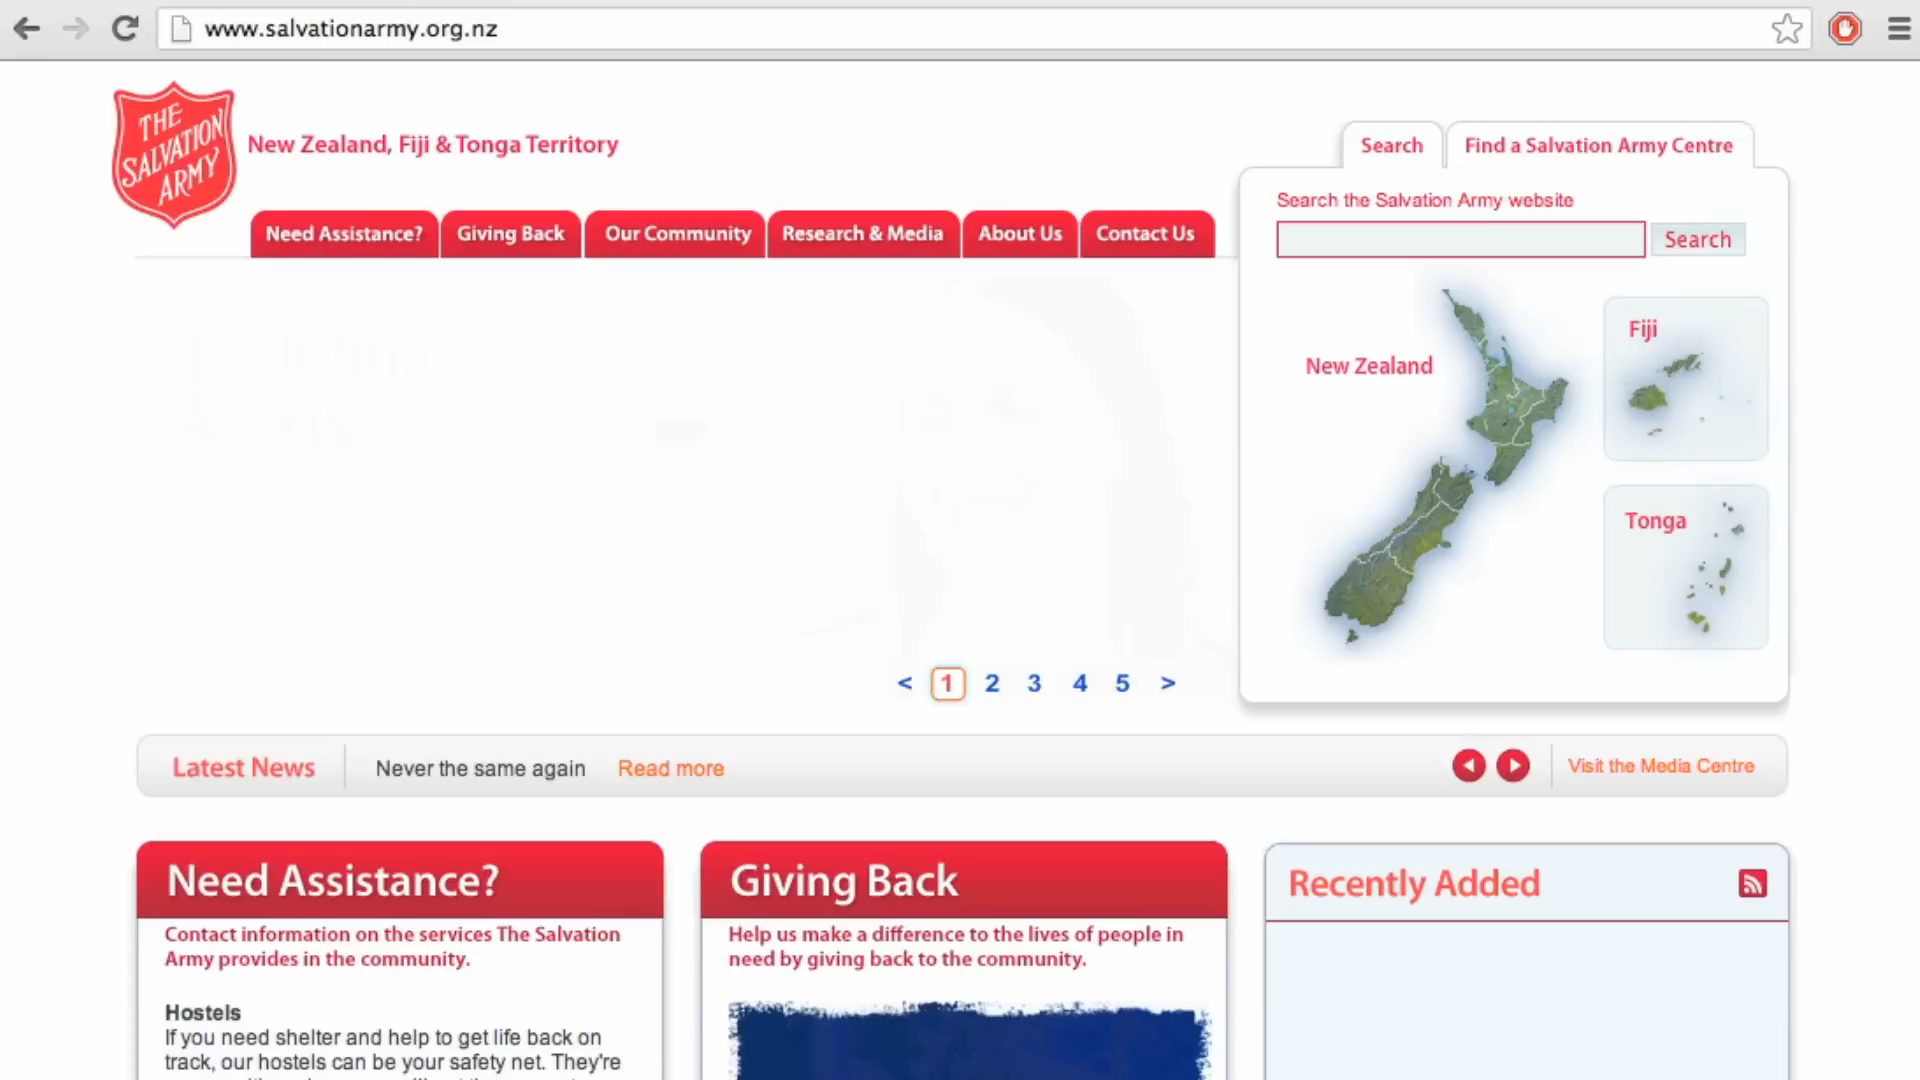 www.salvationarmy.org.nz
THE
SALVATION
ARMY
New Zealand, Fiji & Tonga Territory
Search
Find a Salvation Army Centre
Search the Salvation Army website
Search
Need Assistance?
Giving Back
Our Community
Research & Media
About Us
Contact Us
No Ordinary
Army.
New Zealand
Fiji
Tonga
< 1 2 3 4 5 >
Latest News
Never the same again
Read more
Visit the Media Centre
Need Assistance?
Contact information on the services The Salvation
Army provides in the community.
Hostels
If you need shelter and help to get life back on
track, our hostels can be your safety net. They're
Giving Back
Help us make a difference to the lives of people in
need by giving back to the community.
Recently Added